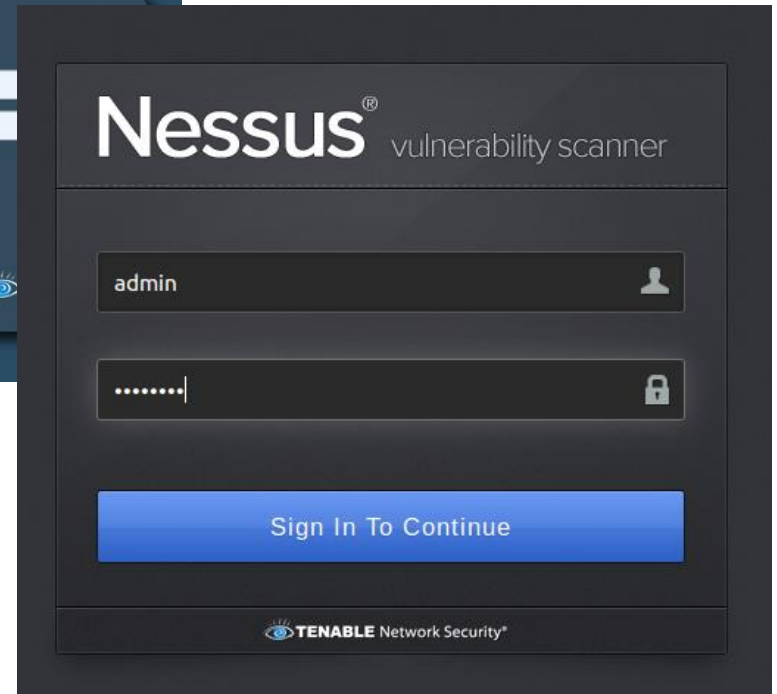 Nessus® vulnerability scanner
admin
••••••••
Sign In To Continue
TENABLE Network Security®